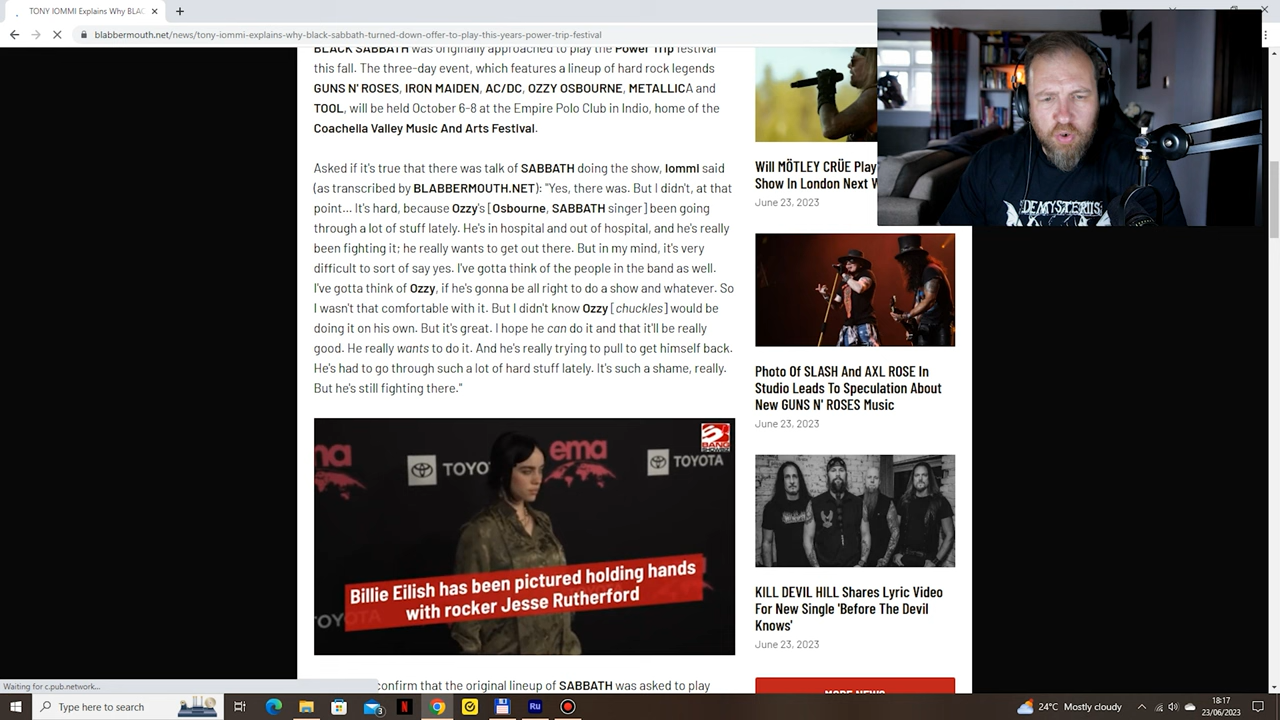 TONY IOMMI Explains Why BLAC
blabbermouth.net/news/tony-iommi-explains-why-black-sabbath-turned-down-offer-to-play-this-years-power-trip-festival
BLACK SABBATH was originally approached to play the Power Trip festival
this fall. The three-day event, which features a lineup of hard rock legends
GUNS N' ROSES, IRON MAIDEN, AC/DC, OZZY OSBOURNE, METALLICA and
TOOL, will be held October 6-8 at the Empire Polo Club in Indio, home of the
Coachella Valley Music And Arts Festival.
Asked if it's true that there was talk of SABBATH doing the show, Iommi said
(as transcribed by BLABBERMOUTH.NET): "Yes, there was. But I didn't, at that
point... It's hard, because Ozzy's [Osbourne, SABBATH singer] been going
through a lot of stuff lately. He's in hospital and out of hospital, and he's really
been fighting it; he really wants to get out there. But in my mind, it's very
difficult to sort of say yes. I've gotta think of the people in the band as well.
I've gotta think of Ozzy, if he's gonna be all right to do a show and whatever. So
I wasn't that comfortable with it. But I didn't know Ozzy [chuckles] would be
doing it on his own. But it's great. I hope he can do it and that it'll be really
good. He really wants to do it. And he's really trying to pull to get himself back.
He's had to go through such a lot of hard stuff lately. It's such a shame, really.
But he's still fighting there."
BANG
SHOWBIZ
ma
TOYO
ema
TOYOTA
Billie Eilish has been pictured holding hands
with rocker Jesse Rutherford
TOYO
confirm that the original lineup of SABBATH was asked to play
Will MÖTLEY CRÜE Play
Show In London Next W
June 23, 2023
Photo Of SLASH And AXL ROSE In
Studio Leads To Speculation About
New GUNS N' ROSES Music
June 23, 2023
KILL DEVIL HILL Shares Lyric Video
For New Single 'Before The Devil
Knows'
June 23, 2023
MORE NEWS
DEMYSTERIIS
Waiting for c.pub.network...
Type here to search
3
N
Ru
24°C Mostly cloudy
18:17
23/06/2023